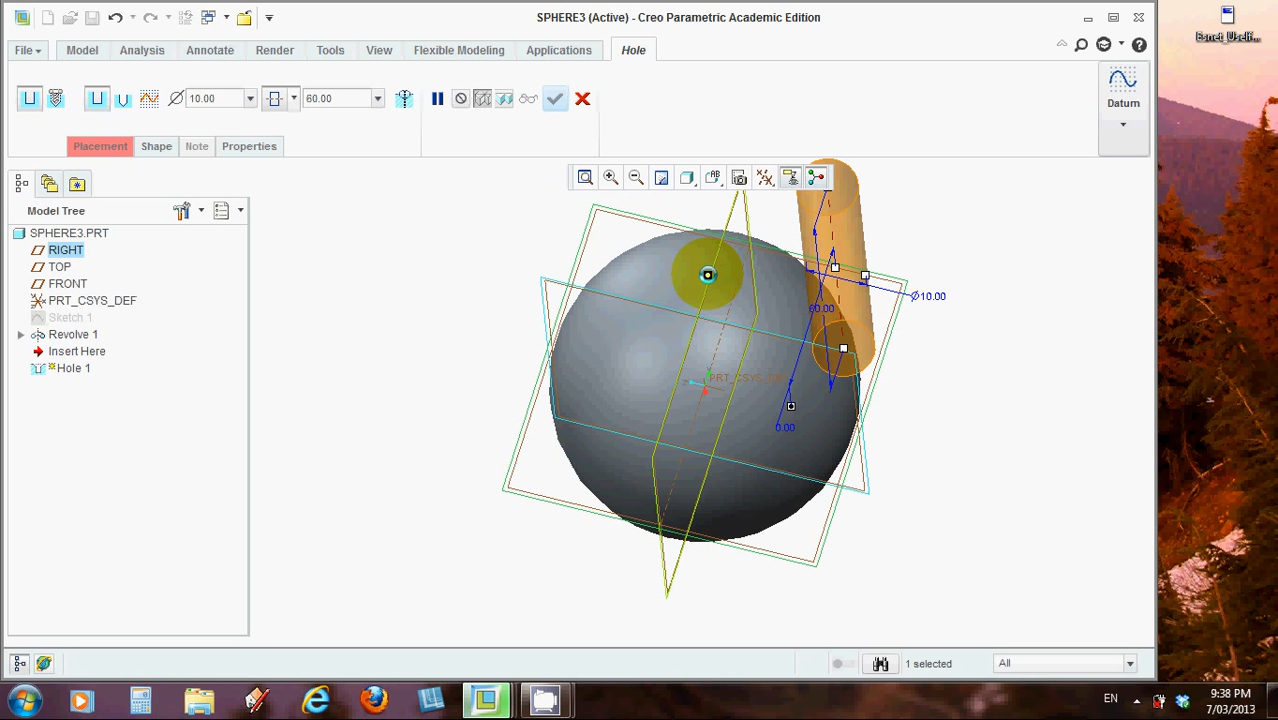 SPHERE3 (Active) - Creo Parametric Academic Edition
File Model Analysis Annotate Render Tools View Flexible Modeling Applications Hole
10.00 60.00
Datum
Placement Shape Note Properties
Model Tree
SPHERE3.PRT
RIGHT
TOP
FRONT
PRT_CSYS_DEF
Sketch 1
Revolve 1
Insert Here
Hole 1
Ø10.00
60.00
0.00
1 selected All
EN
9:38 PM
7/03/2013